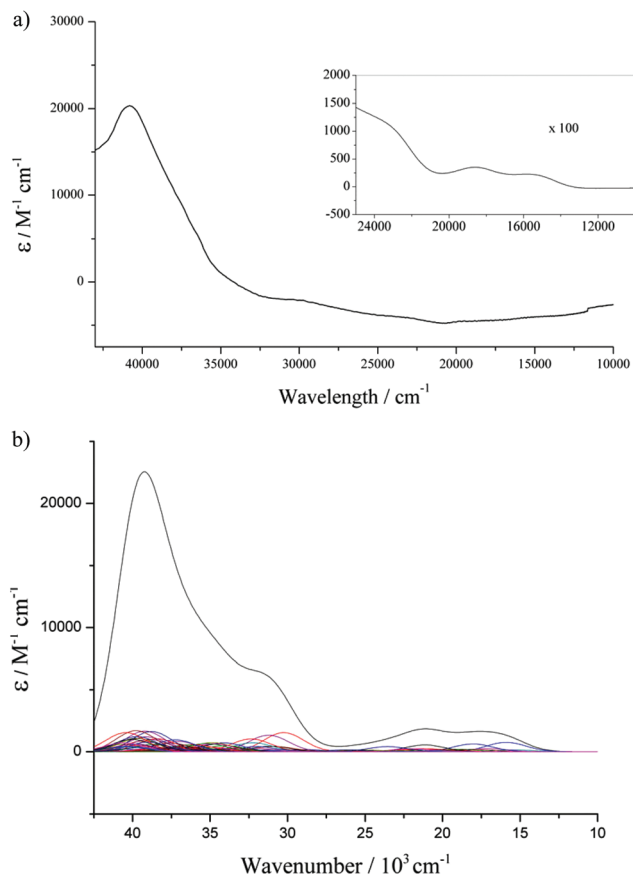 a)
30000
20000
10000
0
ε / M⁻¹ cm⁻¹
40000 35000 30000 25000 20000 15000 10000
Wavelength / cm⁻¹
2000
1500
1000
500
0
-500
x 100
24000 20000 16000 12000
b)
20000
10000
0
ε / M⁻¹ cm⁻¹
40 35 30 25 20 15 10
Wavenumber / 10³ cm⁻¹